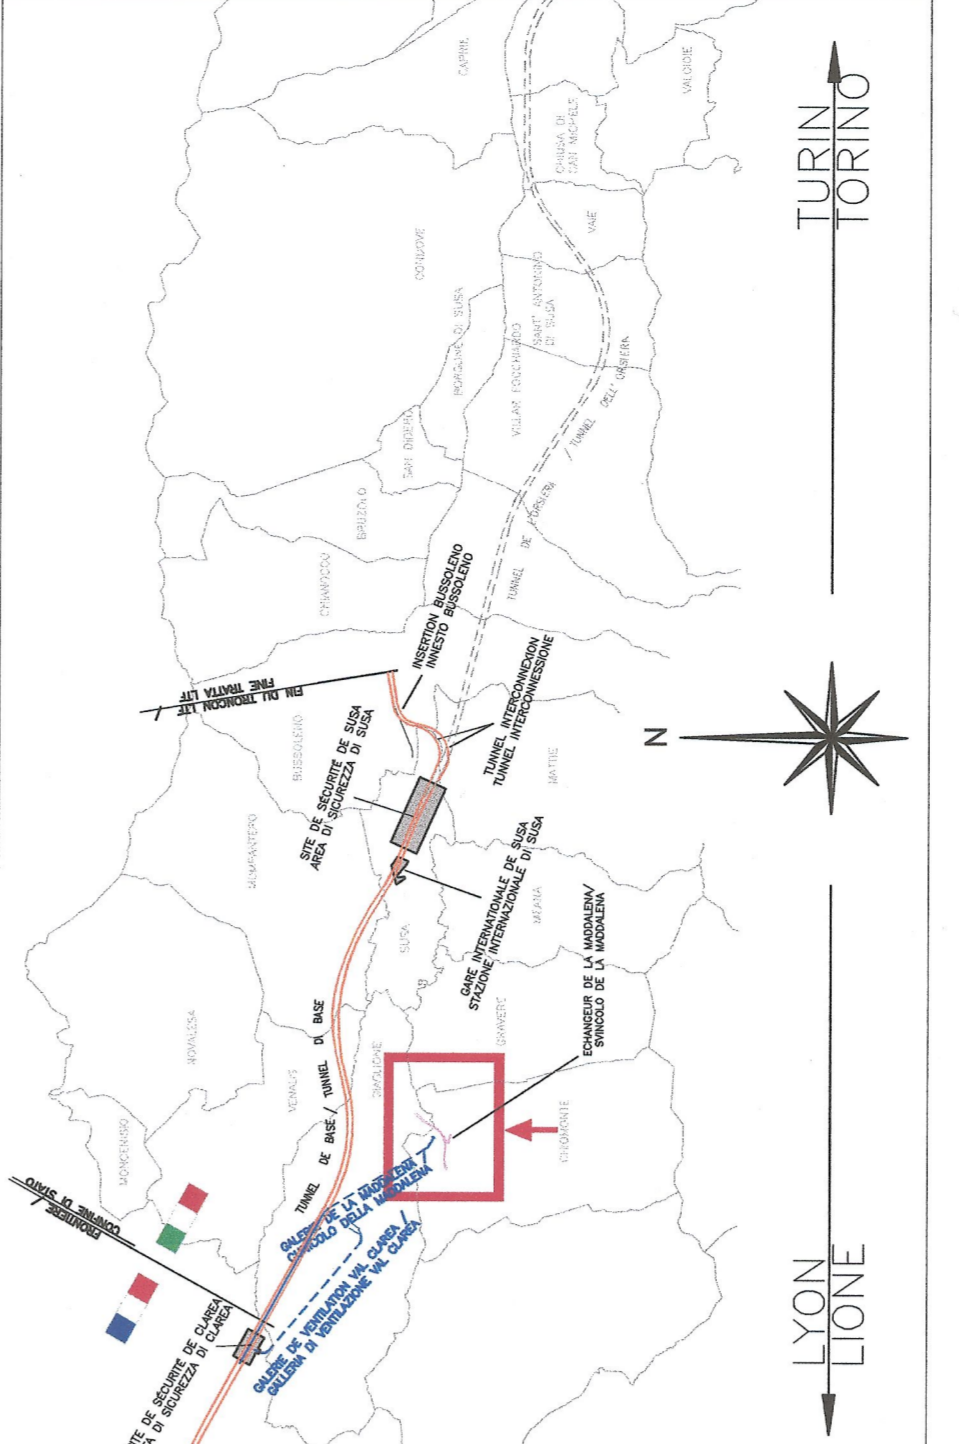 CAPRIE
VALGIOIE
CHIUSA DI
SAN MICHELE
VAIE
CONDOVE
SANT' ANTONINO
DI SUSA
BORGONE DI SUSA
VILLAR FOCCHIARDO
SAN DIDERO
BRUZOLO
CHIANOCCO
TUNNEL DE L'ORSIERA / TUNNEL DELL' ORSIERA
TURIN
TORINO
FIN DU TRONCON LTF /
FINE TRATTA LTF
INSERTION BUSSOLENO
INNESTO BUSSOLENO
BUSSOLENO
SITE DE SÉCURITÉ DE SUSA
AREA DI SICUREZZA DI SUSA
TUNNEL INTERCONNEXION
TUNNEL INTERCONNESSIONE
MATTIE
N
MOMPANTERO
GARE INTERNATIONALE DE SUSA
STAZIONE INTERNAZIONALE DI SUSA
MEANA
SUSA
GRAVERE
ECHANGEUR DE LA MADDALENA/
SVINCOLO DE LA MADDALENA
NOVALESA
VENAUS
GIAGLIONE
TUNNEL DE BASE / TUNNEL DI BASE
MONCENISIO
CHIOMONTE
FRONTIERE /
CONFINE DI STATO
GALERIE DE LA MADDALENA /
CUNICOLO DELLA MADDALENA
GALERIE DE VENTILATION VAL CLAREA /
GALLERIA DI VENTILAZIONE VAL CLAREA
DE SÉCURITÉ DE CLAREA
DI SICUREZZA DI CLAREA
LYON
LIONE